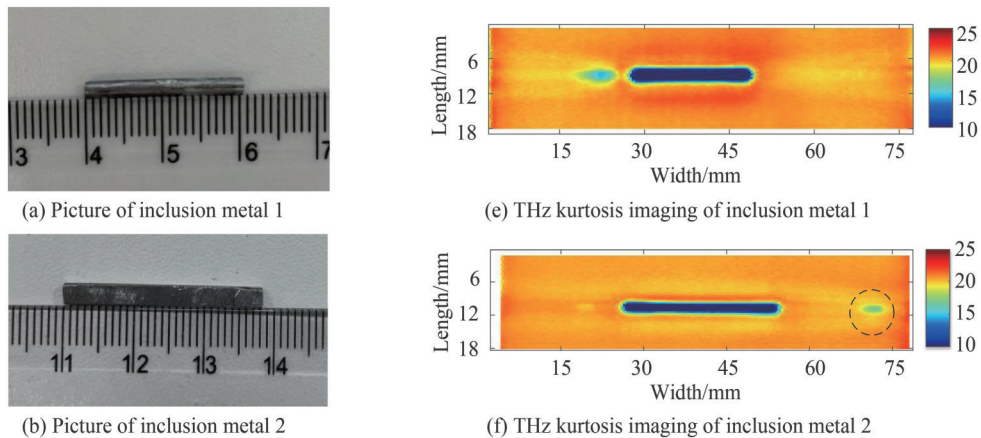 3 4 5 6 7
(a) Picture of inclusion metal 1
Length/mm
6
12
18
15 30 45 60 75
Width/mm
25
20
15
10
(e) THz kurtosis imaging of inclusion metal 1
11 12 13 14
(b) Picture of inclusion metal 2
Length/mm
6
12
18
15 30 45 60 75
Width/mm
25
20
15
10
(f) THz kurtosis imaging of inclusion metal 2